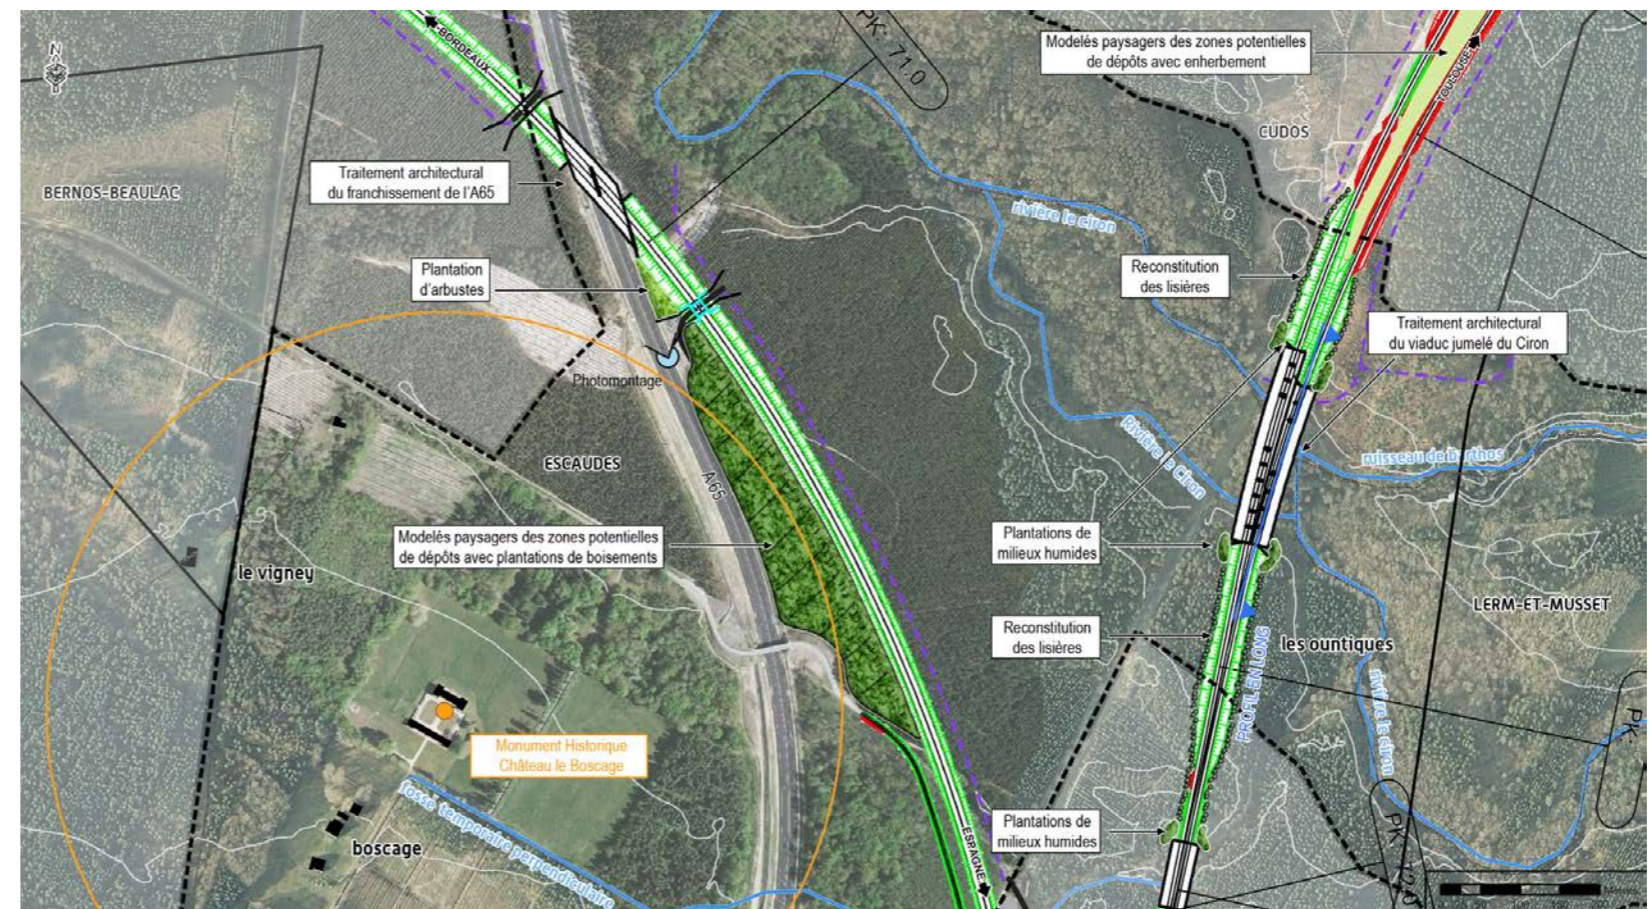 N
BORDEAUX
PK: 71.0
Modelés paysagers des zones potentielles
de dépôts avec enherbement
TOULOUSE
CUDOS
Traitement architectural
du franchissement de l'A65
BERNOS-BEAULAC
rivière le ciron
Plantation
d'arbustes
Reconstitution
des lisières
Traitement architectural
du viaduc jumelé du Ciron
Photomontage
ESCAUDES
A65
Rivière le Ciron
ruisseau de barthos
Modelés paysagers des zones potentielles
de dépôts avec plantations de boisements
Plantations de
milieux humides
le vigney
LERM-ET-MUSSET
Reconstitution
des lisières
les ountiques
PROFIL EN LONG
rivière le ciron
PK:
Monument Historique
Château le Boscage
fossé temporaire perpendiculaire
boscage
Plantations de
milieux humides
ESPAGNE
PK